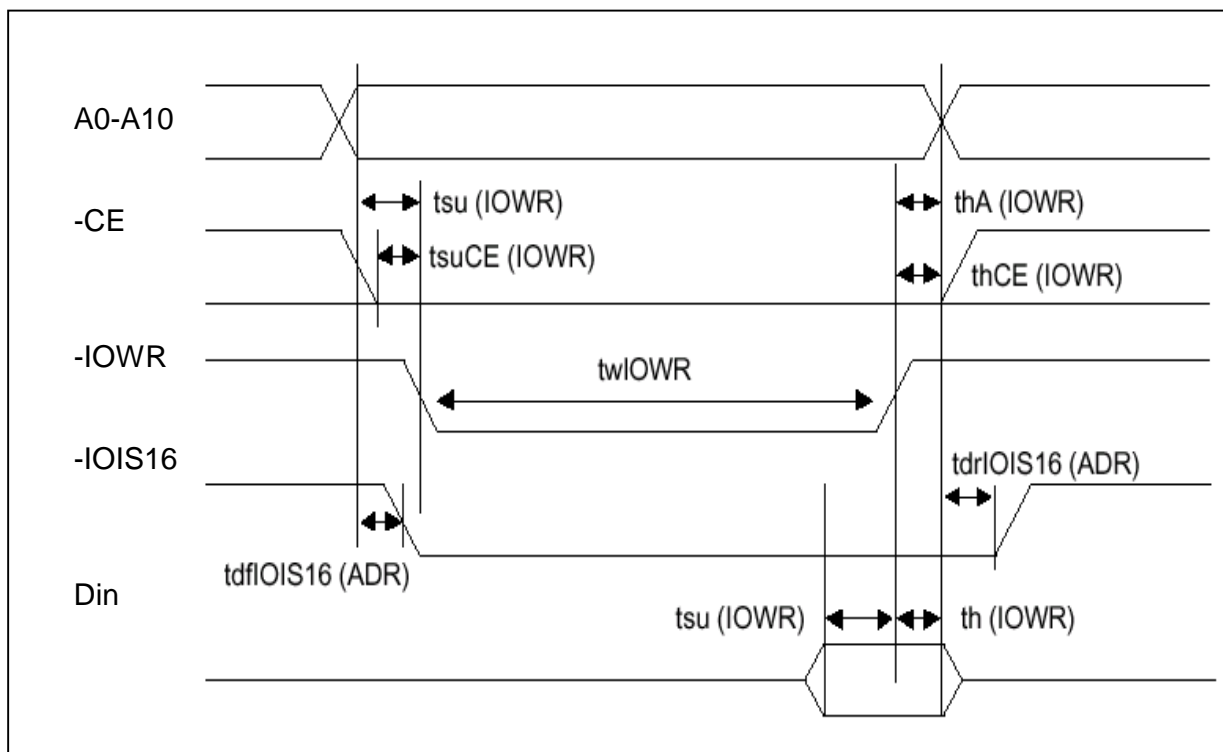 A0-A10
tsu (IOWR)
thA (IOWR)
-CE
tsuCE (IOWR)
thCE (IOWR)
-IOWR
twIOWR
-IOIS16
tdrIOIS16 (ADR)
tdfIOIS16 (ADR)
Din
tsu (IOWR)
th (IOWR)